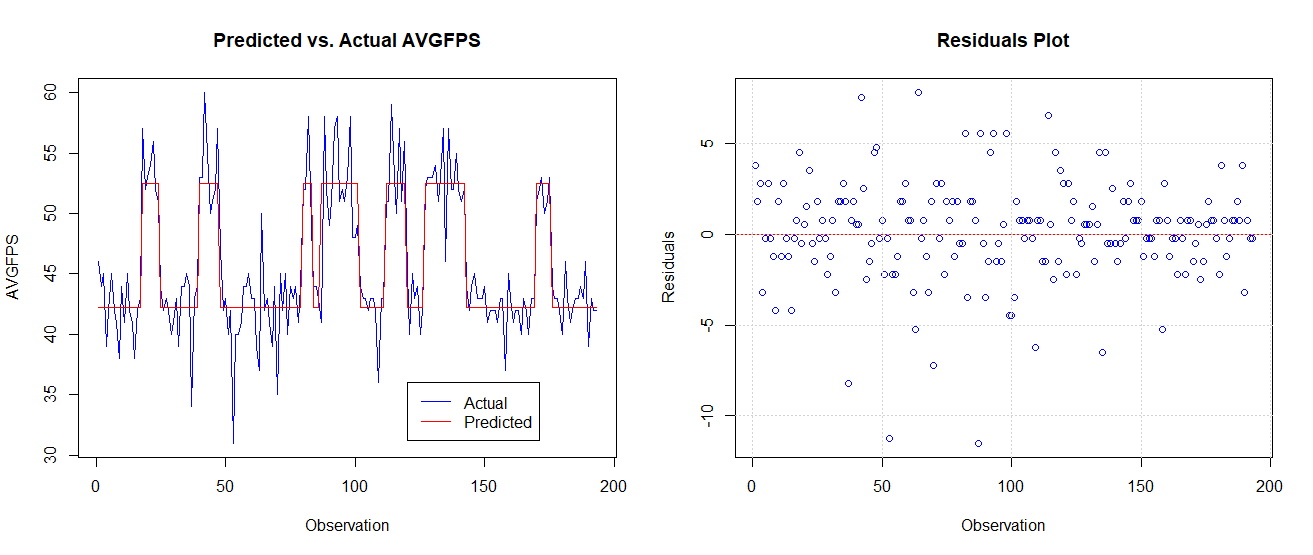 Predicted vs. Actual AVGFPS
AVGFPS
60
55
50
45
40
35
30
Actual
Predicted
0 50 100 150 200
Observation
Residuals Plot
Residuals
5
0
-5
-10
0 50 100 150 200
Observation